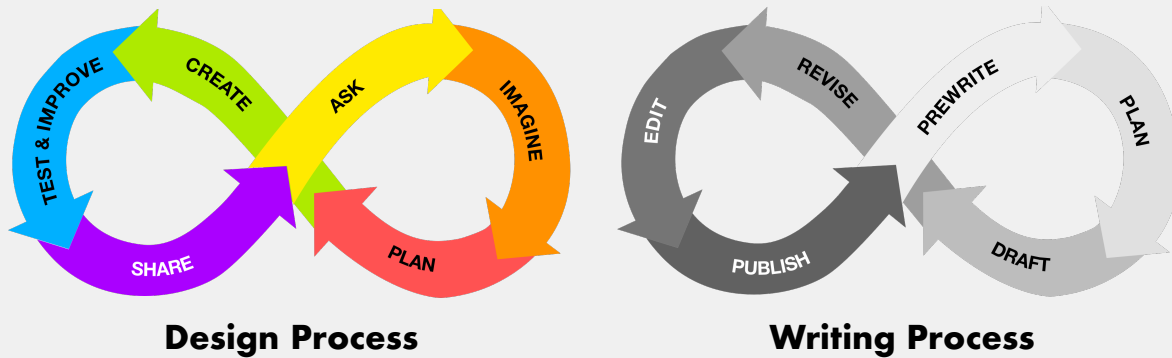 ASK
IMAGINE
PLAN
CREATE
TEST & IMPROVE
SHARE
Design Process
PREWRITE
PLAN
DRAFT
REVISE
EDIT
PUBLISH
Writing Process